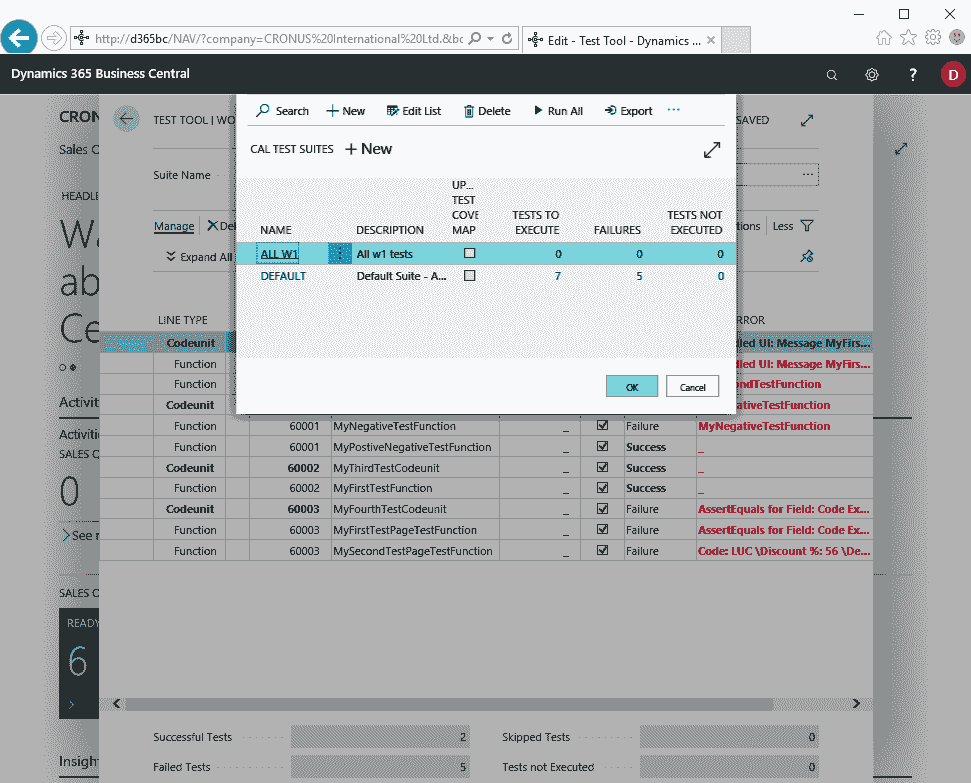 http://d365bc/NAV/?company=CRONUS%20International%20Ltd.&bc
Edit - Test Tool - Dynamics ...
Dynamics 365 Business Central
?
D
CRON
TEST TOOL | WO
SAVED
Sales O
Suite Name
...
HEADLI
Manage
Del
ions
Less
Expand All
Wa
ab
Ce
Search
New
Edit List
Delete
Run All
Export
...
CAL TEST SUITES
+ New
NAME
DESCRIPTION
UP...
TEST
COVE
MAP
TESTS TO
EXECUTE
FAILURES
TESTS NOT
EXECUTED
ALL W1 All w1 tests 0 0 0
DEFAULT Default Suite - A... 7 5 0
OK
Cancel
LINE TYPE
RROR
Codeunit
dled UI: Message MyFirs...
Function
dled UI: Message MyFirs...
Function
ondTestFunction
Codeunit
ativeTestFunction
Function 60001 MyNegativeTestFunction _ Failure MyNegativeTestFunction
Function 60001 MyPostiveNegativeTestFunction _ Success _
Codeunit 60002 MyThirdTestCodeunit _ Success _
Function 60002 MyFirstTestFunction _ Success _
Codeunit 60003 MyFourthTestCodeunit _ Failure AssertEquals for Field: Code Ex...
Function 60003 MyFirstTestPageTestFunction _ Failure AssertEquals for Field: Code Ex...
Function 60003 MySecondTestPageTestFunction _ Failure Code: LUC \Discount %: 56 \De...
Activit
Activitie
SALES Q
0
See n
SALES O
READY
6
Insight
Successful Tests 2
Skipped Tests 0
Failed Tests 5
Tests not Executed 0